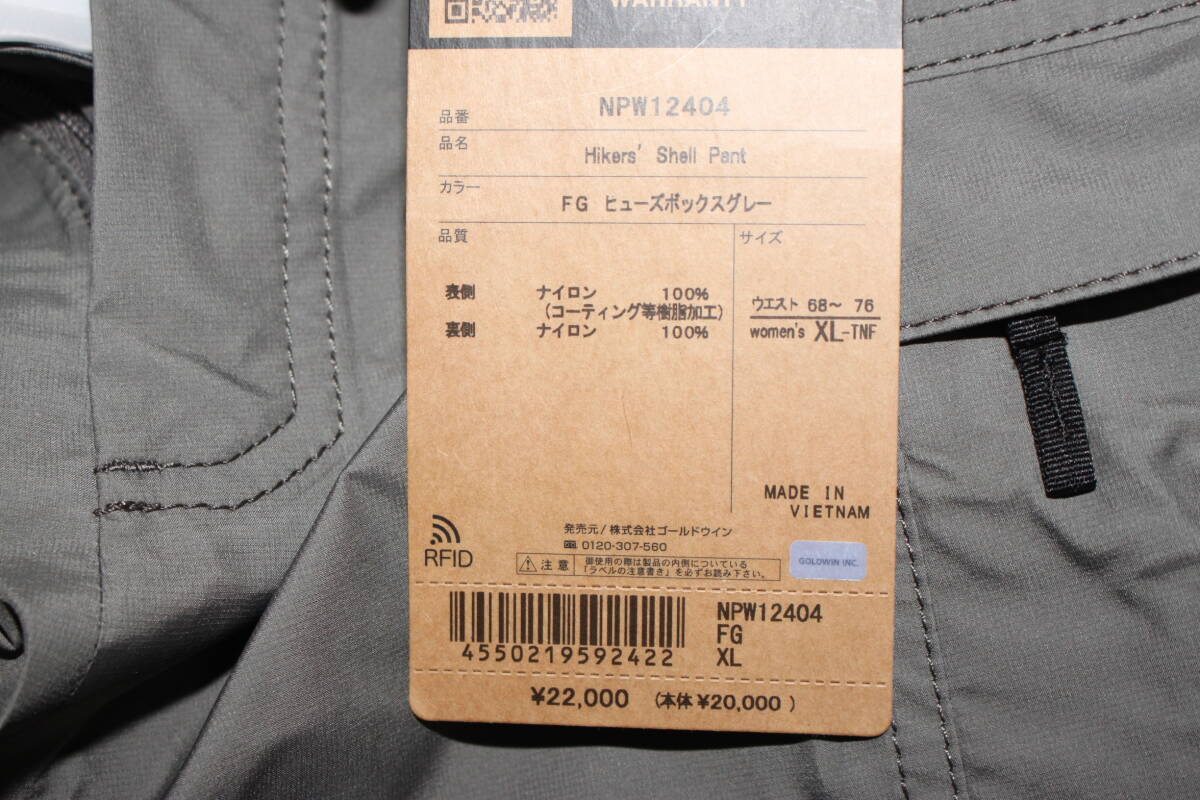 WARRANTY
品番 NPW12404
品名 Hikers' Shell Pant
カラー FG ヒューズボックスグレー
品質
表側 ナイロン 100%
(コーティング等樹脂加工)
裏側 ナイロン 100%
サイズ
ウエスト 68〜 76
women's XL-TNF
MADE IN
VIETNAM
RFID
発売元/株式会社ゴールドウイン
0120-307-560
注意 御使用の際は製品の内側についている
「ラベルの注意書き」を必ずお読み下さい。
GOLDWIN INC.
4550219592422
NPW12404
FG
XL
¥22,000 (本体 ¥20,000 )